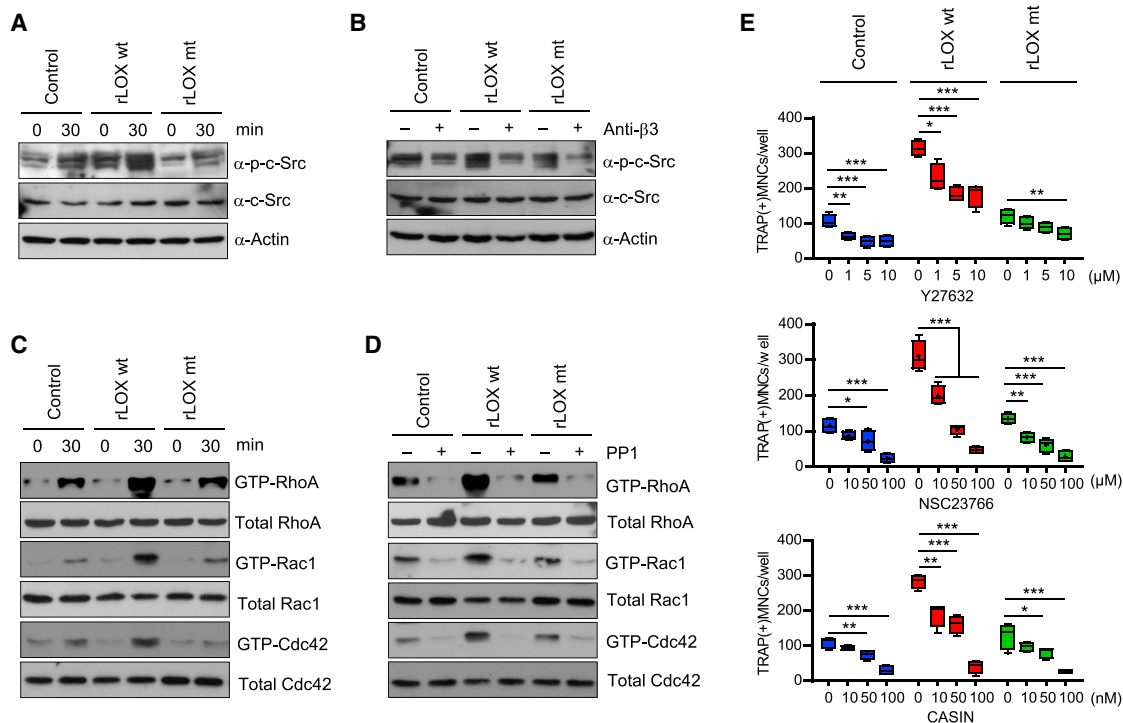 A
Control
rLOX wt
rLOX mt
0 30 0 30 0 30 min
α-p-c-Src
α-c-Src
α-Actin
B
Control
rLOX wt
rLOX mt
– + – + – + Anti-β3
α-p-c-Src
α-c-Src
α-Actin
C
Control
rLOX wt
rLOX mt
0 30 0 30 0 30 min
GTP-RhoA
Total RhoA
GTP-Rac1
Total Rac1
GTP-Cdc42
Total Cdc42
D
Control
rLOX wt
rLOX mt
– + – + – + PP1
GTP-RhoA
Total RhoA
GTP-Rac1
Total Rac1
GTP-Cdc42
Total Cdc42
E
Control
rLOX wt
rLOX mt
TRAP(+)MNCs/well
400
300
200
100
0
***
***
**
***
***
*
**
0 1 5 10 0 1 5 10 0 1 5 10 (μM)
Y27632
TRAP(+)MNCs/w ell
400
300
200
100
0
***
*
***
***
***
**
0 10 50 100 0 10 50 100 0 10 50 100 (μM)
NSC23766
TRAP(+)MNCs/well
400
300
200
100
0
***
**
***
***
**
***
*
0 10 50 100 0 10 50 100 0 10 50 100 (nM)
CASIN